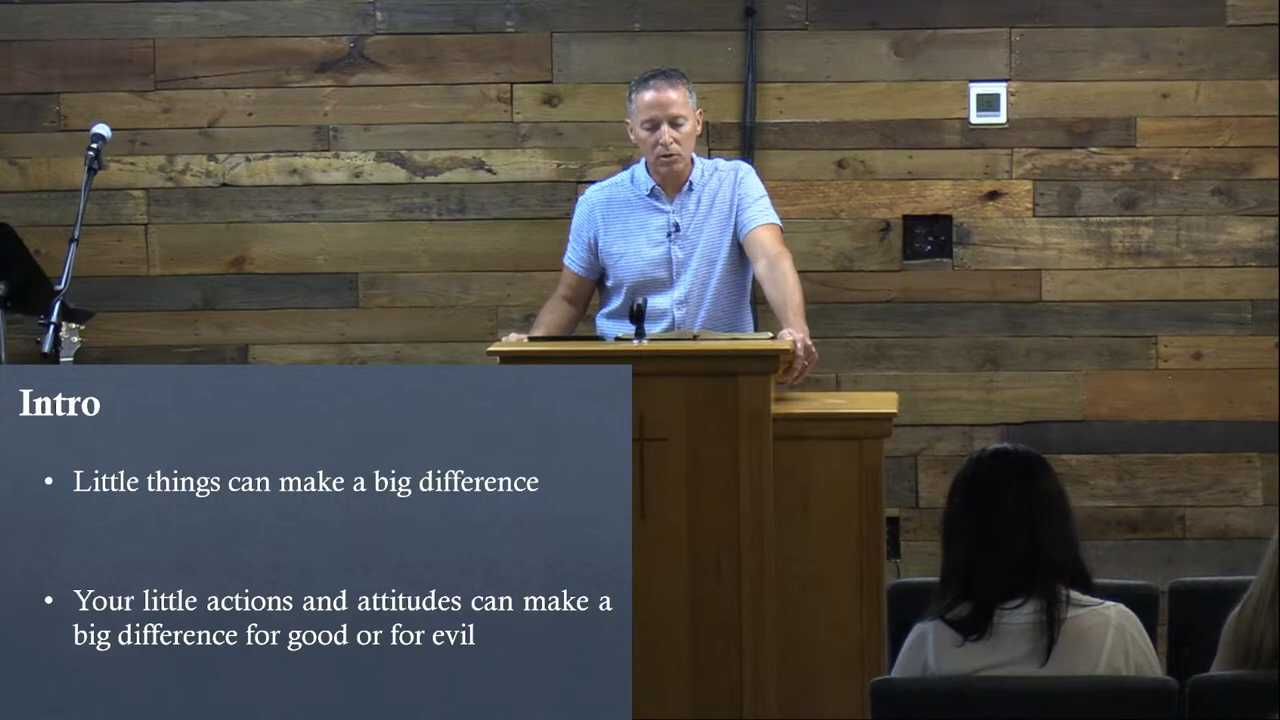 Intro
• Little things can make a big difference
• Your little actions and attitudes can make a
big difference for good or for evil